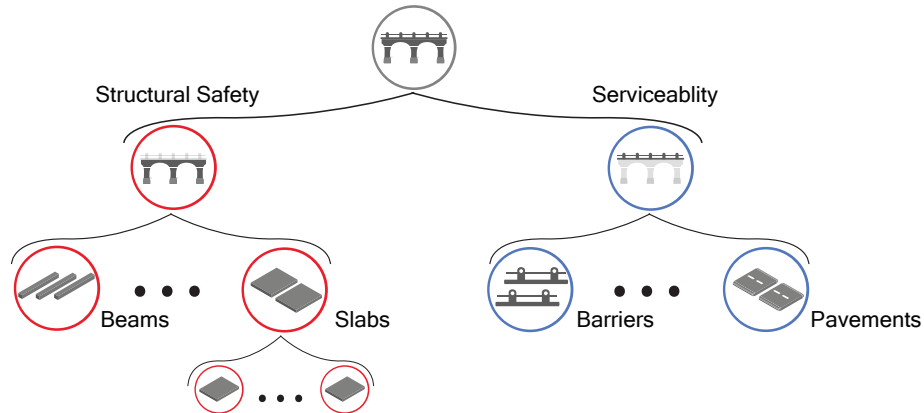 Structural Safety
Serviceablity
Beams
Slabs
Barriers
Pavements